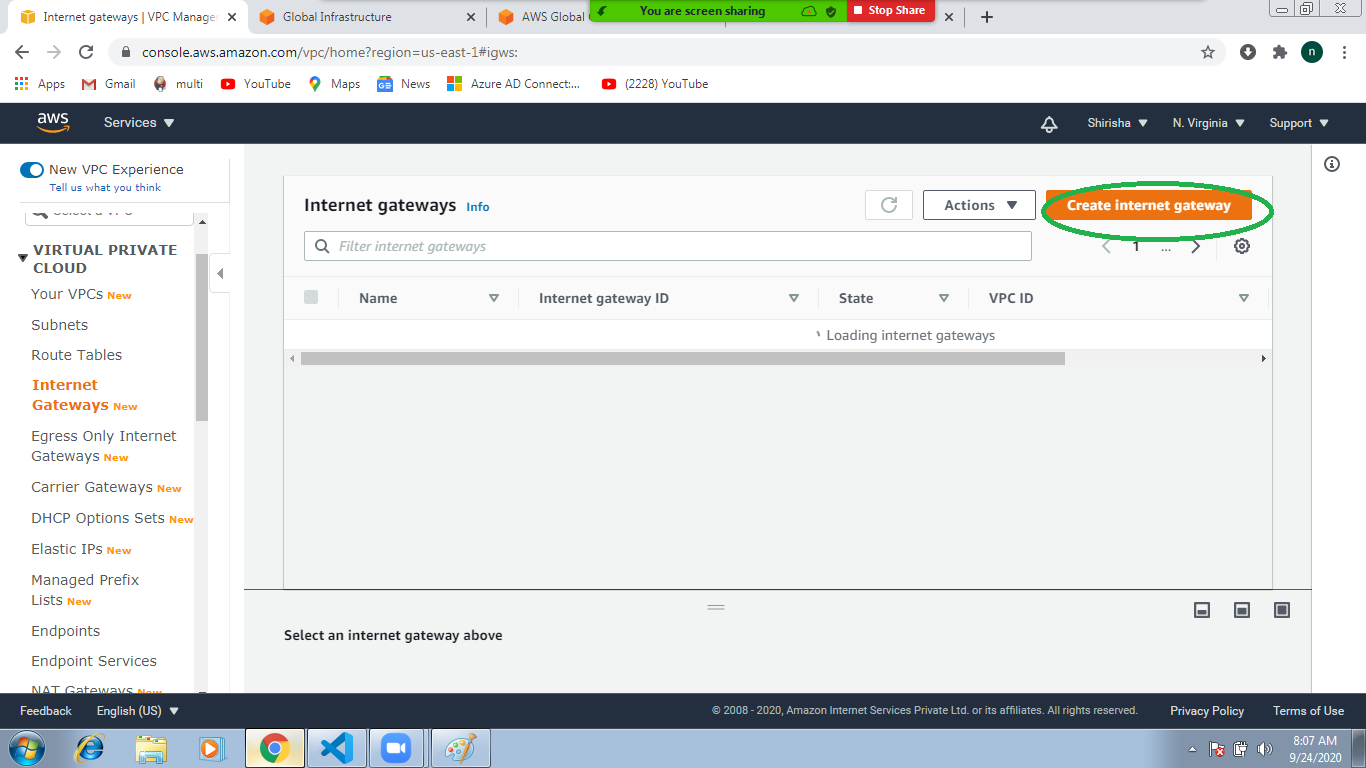 Internet gateways | VPC Manage
Global Infrastructure
AWS Global
You are screen sharing
Stop Share
console.aws.amazon.com/vpc/home?region=us-east-1#igws:
n
Apps
Gmail
multi
YouTube
Maps
News
Azure AD Connect:...
(2228) YouTube
aws
Services
Shirisha
N. Virginia
Support
New VPC Experience
Tell us what you think
Select a VPC
VIRTUAL PRIVATE
CLOUD
Your VPCs New
Subnets
Route Tables
Internet
Gateways New
Egress Only Internet
Gateways New
Carrier Gateways New
DHCP Options Sets New
Elastic IPs New
Managed Prefix
Lists New
Endpoints
Endpoint Services
NAT Gateways New
Internet gateways Info
Actions
Create internet gateway
Filter internet gateways
1 ...
Name
Internet gateway ID
State
VPC ID
Loading internet gateways
Select an internet gateway above
Feedback
English (US)
© 2008 - 2020, Amazon Internet Services Private Ltd. or its affiliates. All rights reserved.
Privacy Policy
Terms of Use
8:07 AM
9/24/2020